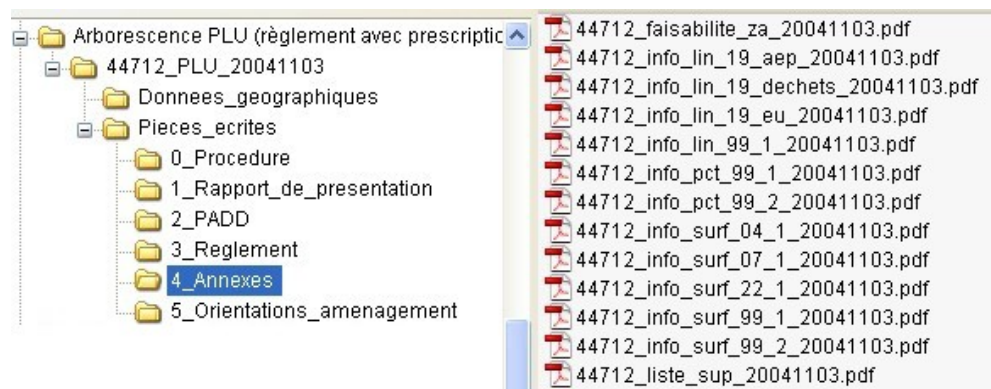 Arborescence PLU (règlement avec prescriptic
44712_PLU_20041103
Donnees_geographiques
Pieces_ecrites
0_Procedure
1_Rapport_de_presentation
2_PADD
3_Reglement
4_Annexes
5_Orientations_amenagement
44712_faisabilite_za_20041103.pdf
44712_info_lin_19_aep_20041103.pdf
44712_info_lin_19_dechets_20041103.pdf
44712_info_lin_19_eu_20041103.pdf
44712_info_lin_99_1_20041103.pdf
44712_info_pct_99_1_20041103.pdf
44712_info_pct_99_2_20041103.pdf
44712_info_surf_04_1_20041103.pdf
44712_info_surf_07_1_20041103.pdf
44712_info_surf_22_1_20041103.pdf
44712_info_surf_99_1_20041103.pdf
44712_info_surf_99_2_20041103.pdf
44712_liste_sup_20041103.pdf